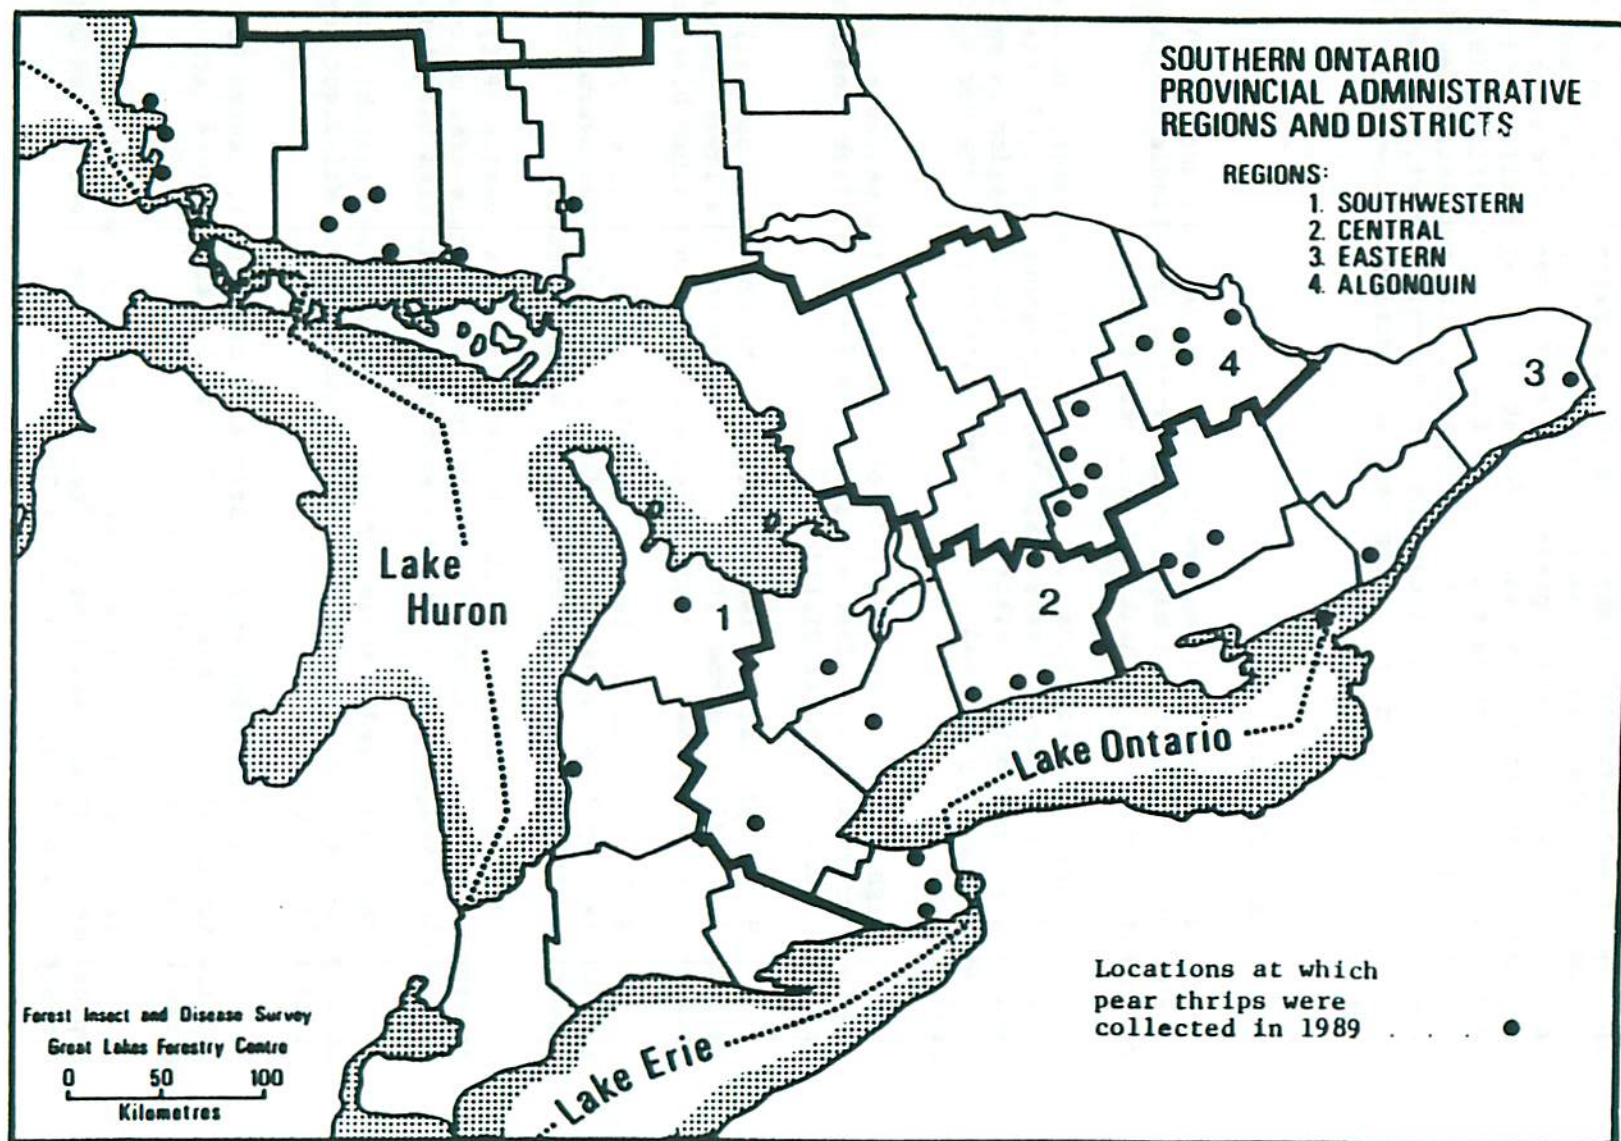 SOUTHERN ONTARIO
PROVINCIAL ADMINISTRATIVE
REGIONS AND DISTRICTS
REGIONS:
1. SOUTHWESTERN
2. CENTRAL
3. EASTERN
4. ALGONQUIN
4
3
Lake
Huron
1
2
Lake Ontario
Lake Erie
Locations at which
pear thrips were
collected in 1989 . . . .
Forest Insect and Disease Survey
Great Lakes Forestry Centre
0 50 100
Kilometres